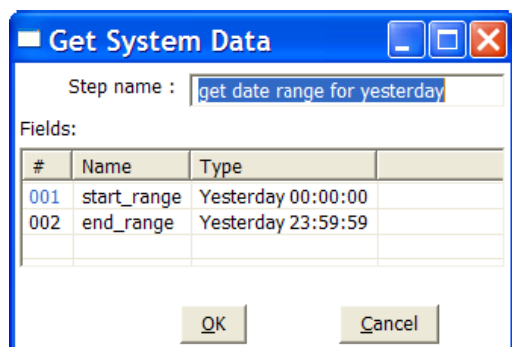 Get System Data
Step name : get date range for yesterday
Fields:
# Name Type
001 start_range Yesterday 00:00:00
002 end_range Yesterday 23:59:59
OK Cancel